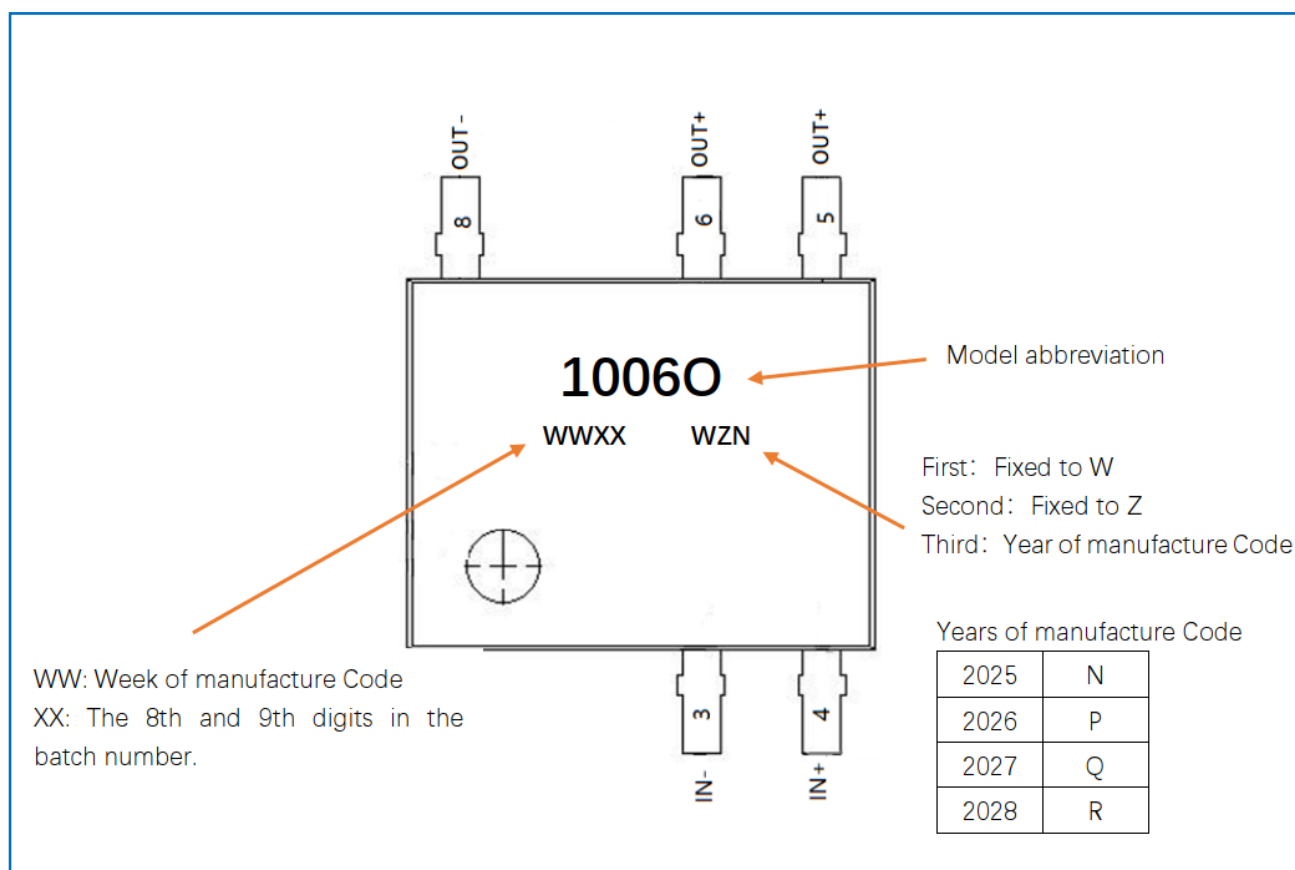 OUT-
OUT+
OUT+
8
6
5
1006O
Model abbreviation
WWXX WZN
First: Fixed to W
Second: Fixed to Z
Third: Year of manufacture Code
WW: Week of manufacture Code
XX: The 8th and 9th digits in the
batch number.
3
4
IN-
IN+
Years of manufacture Code
2025 N
2026 P
2027 Q
2028 R